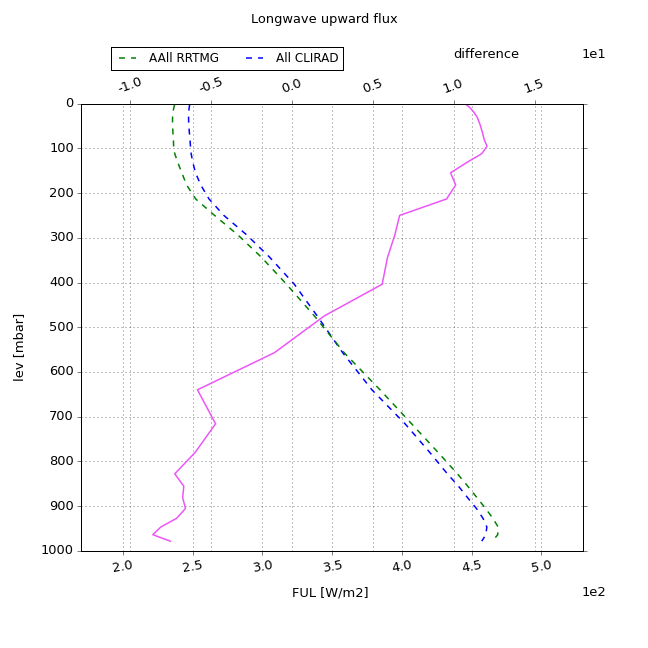 Longwave upward flux
AAll RRTMG All CLIRAD
difference 1e1
-1.0 -0.5 0.0 0.5 1.0 1.5
0
100
200
300
400
500
600
700
800
900
1000
lev [mbar]
2.0 2.5 3.0 3.5 4.0 4.5 5.0
FUL [W/m2] 1e2